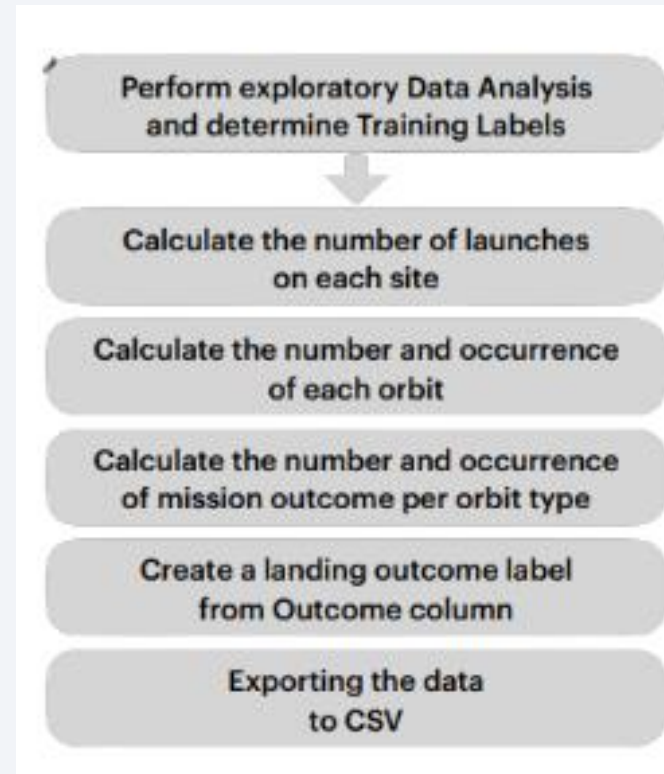 Perform exploratory Data Analysis
and determine Training Labels
Calculate the number of launches
on each site
Calculate the number and occurrence
of each orbit
Calculate the number and occurrence
of mission outcome per orbit type
Create a landing outcome label
from Outcome column
Exporting the data
to CSV